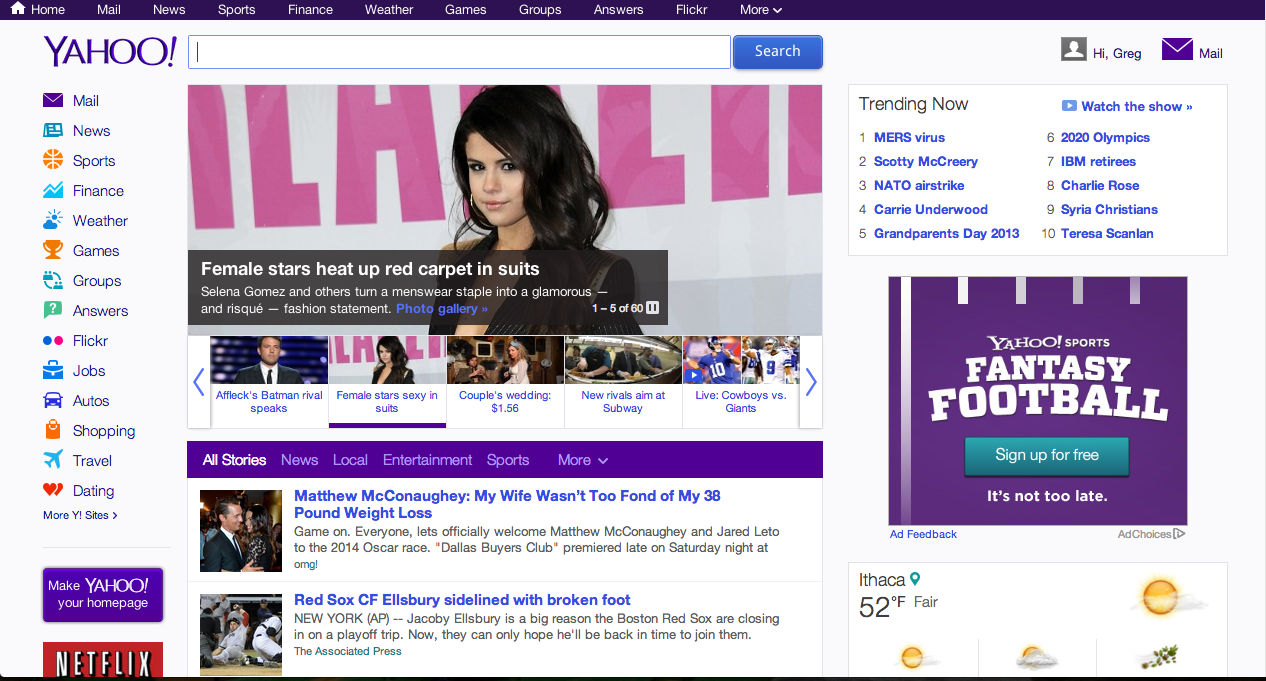 Home Mail News Sports Finance Weather Games Groups Answers Flickr More
YAHOO!
Search
Hi, Greg
Mail
Mail
News
Sports
Finance
Weather
Games
Groups
Answers
Flickr
Jobs
Autos
Shopping
Travel
Dating
More Y! Sites ›
Make YAHOO!
your homepage
NETFLIX
Female stars heat up red carpet in suits
Selena Gomez and others turn a menswear staple into a glamorous —
and risqué — fashion statement. Photo gallery »
1 – 5 of 60
Affleck's Batman rival
speaks
Female stars sexy in
suits
Couple's wedding:
$1.56
New rivals aim at
Subway
Live: Cowboys vs.
Giants
All Stories News Local Entertainment Sports More
Matthew McConaughey: My Wife Wasn't Too Fond of My 38
Pound Weight Loss
Game on. Everyone, lets officially welcome Matthew McConaughey and Jared Leto
to the 2014 Oscar race. "Dallas Buyers Club" premiered late on Saturday night at
omg!
Red Sox CF Ellsbury sidelined with broken foot
NEW YORK (AP) -- Jacoby Ellsbury is a big reason the Boston Red Sox are closing
in on a playoff trip. Now, they can only hope he'll be back in time to join them.
The Associated Press
Trending Now
Watch the show »
1 MERS virus
2 Scotty McCreery
3 NATO airstrike
4 Carrie Underwood
5 Grandparents Day 2013
6 2020 Olympics
7 IBM retirees
8 Charlie Rose
9 Syria Christians
10 Teresa Scanlan
YAHOO! SPORTS
FANTASY
FOOTBALL
Sign up for free
It's not too late.
Ad Feedback
AdChoices
Ithaca
52°F Fair